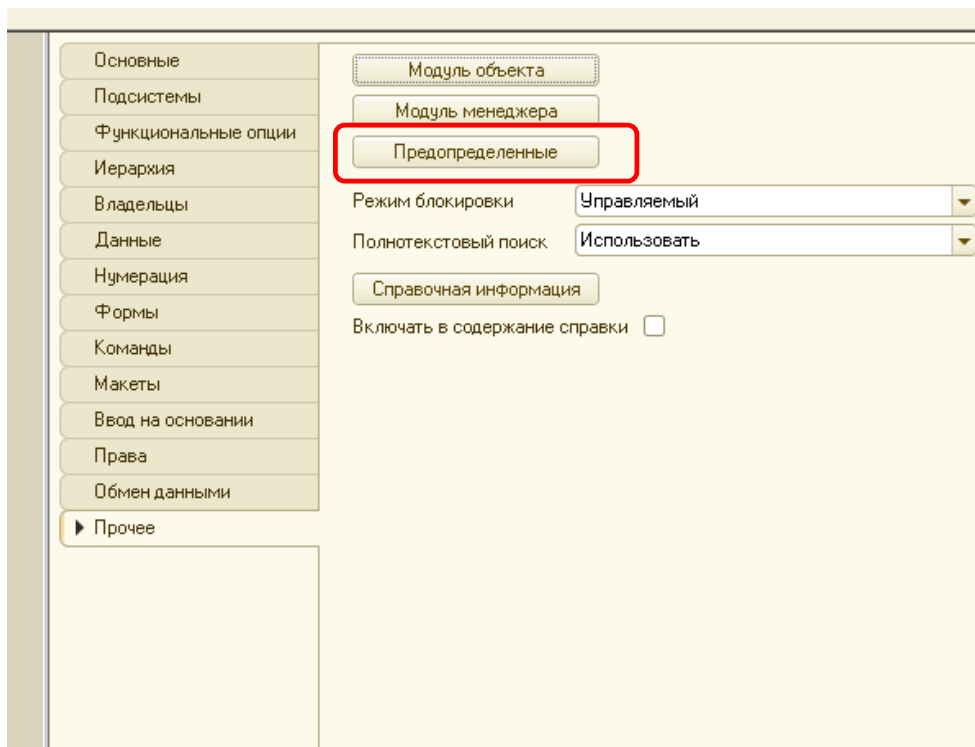 Основные
Подсистемы
Функциональные опции
Иерархия
Владельцы
Данные
Нумерация
Формы
Команды
Макеты
Ввод на основании
Права
Обмен данными
Прочее
Модуль объекта
Модуль менеджера
Предопределенные
Режим блокировки Управляемый
Полнотекстовый поиск Использовать
Справочная информация
Включать в содержание справки